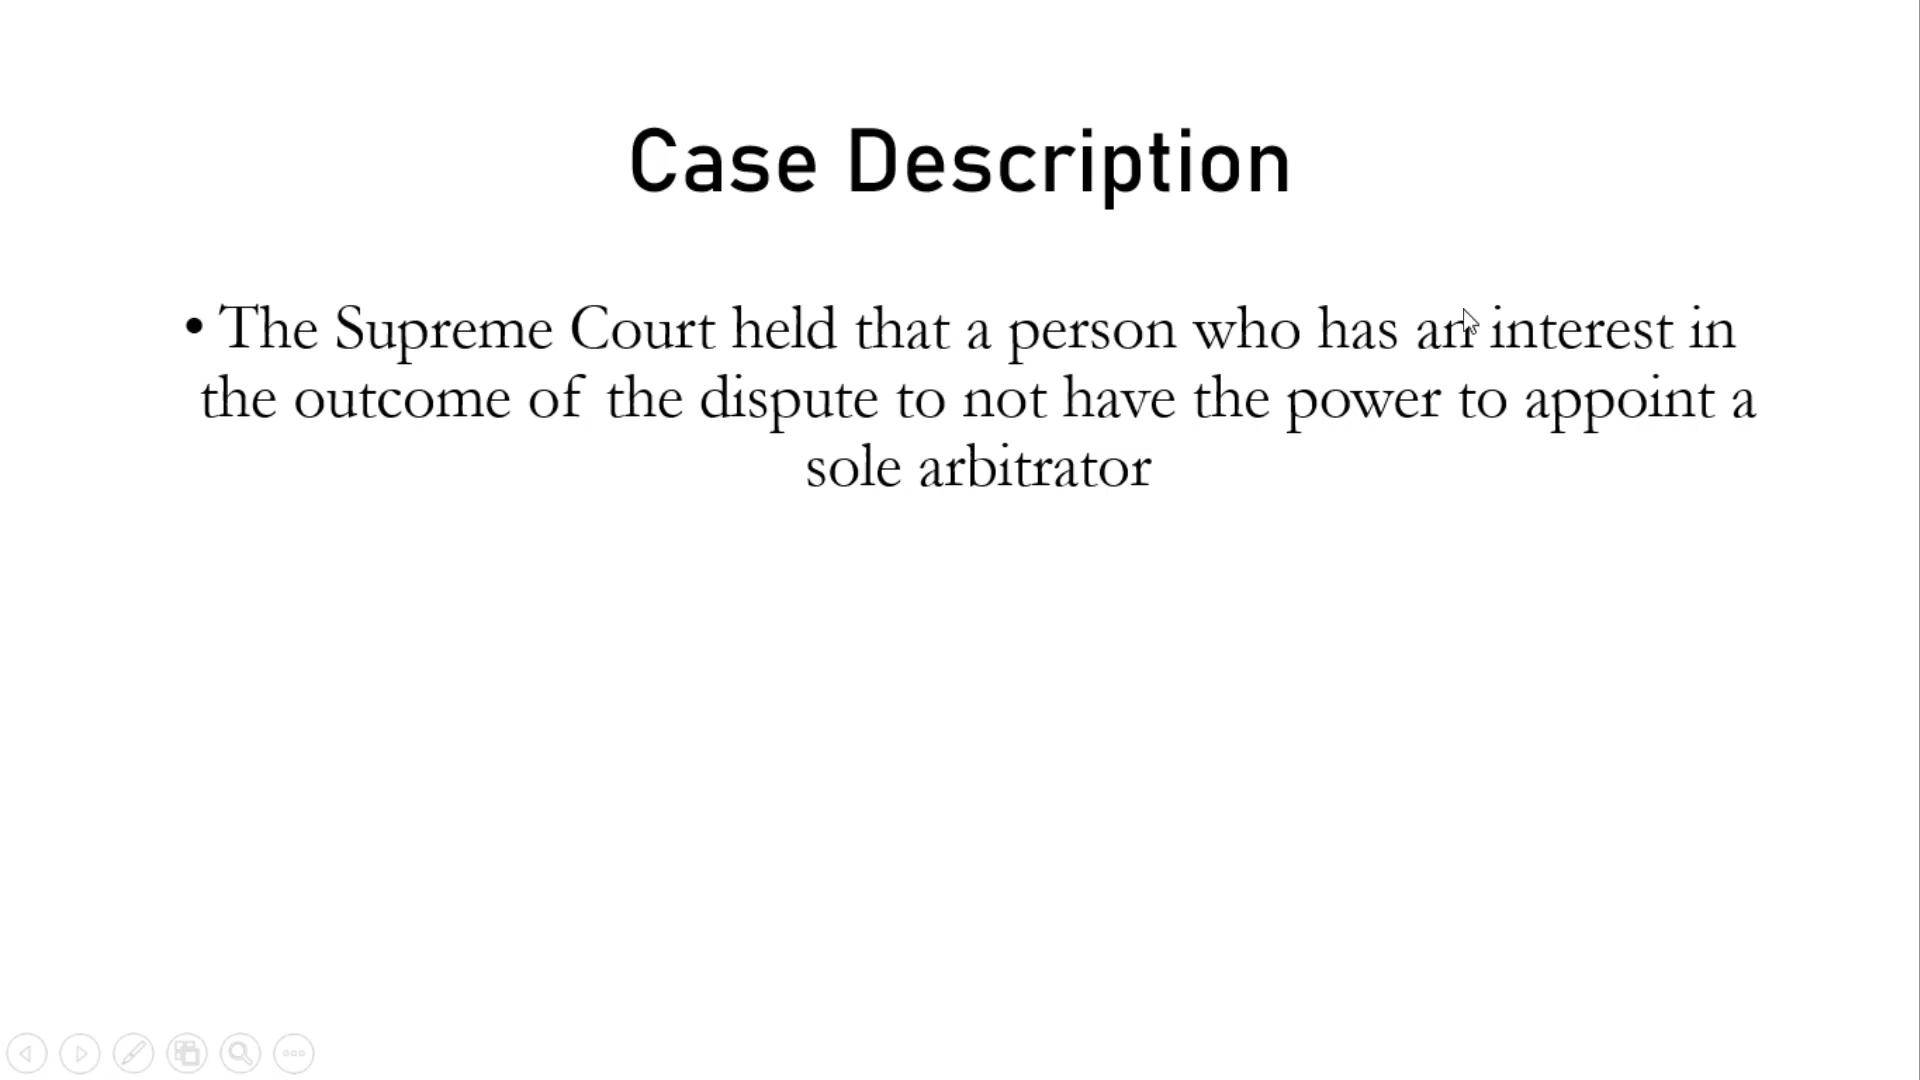 Case Description
• The Supreme Court held that a person who has an interest in
the outcome of the dispute to not have the power to appoint a
sole arbitrator